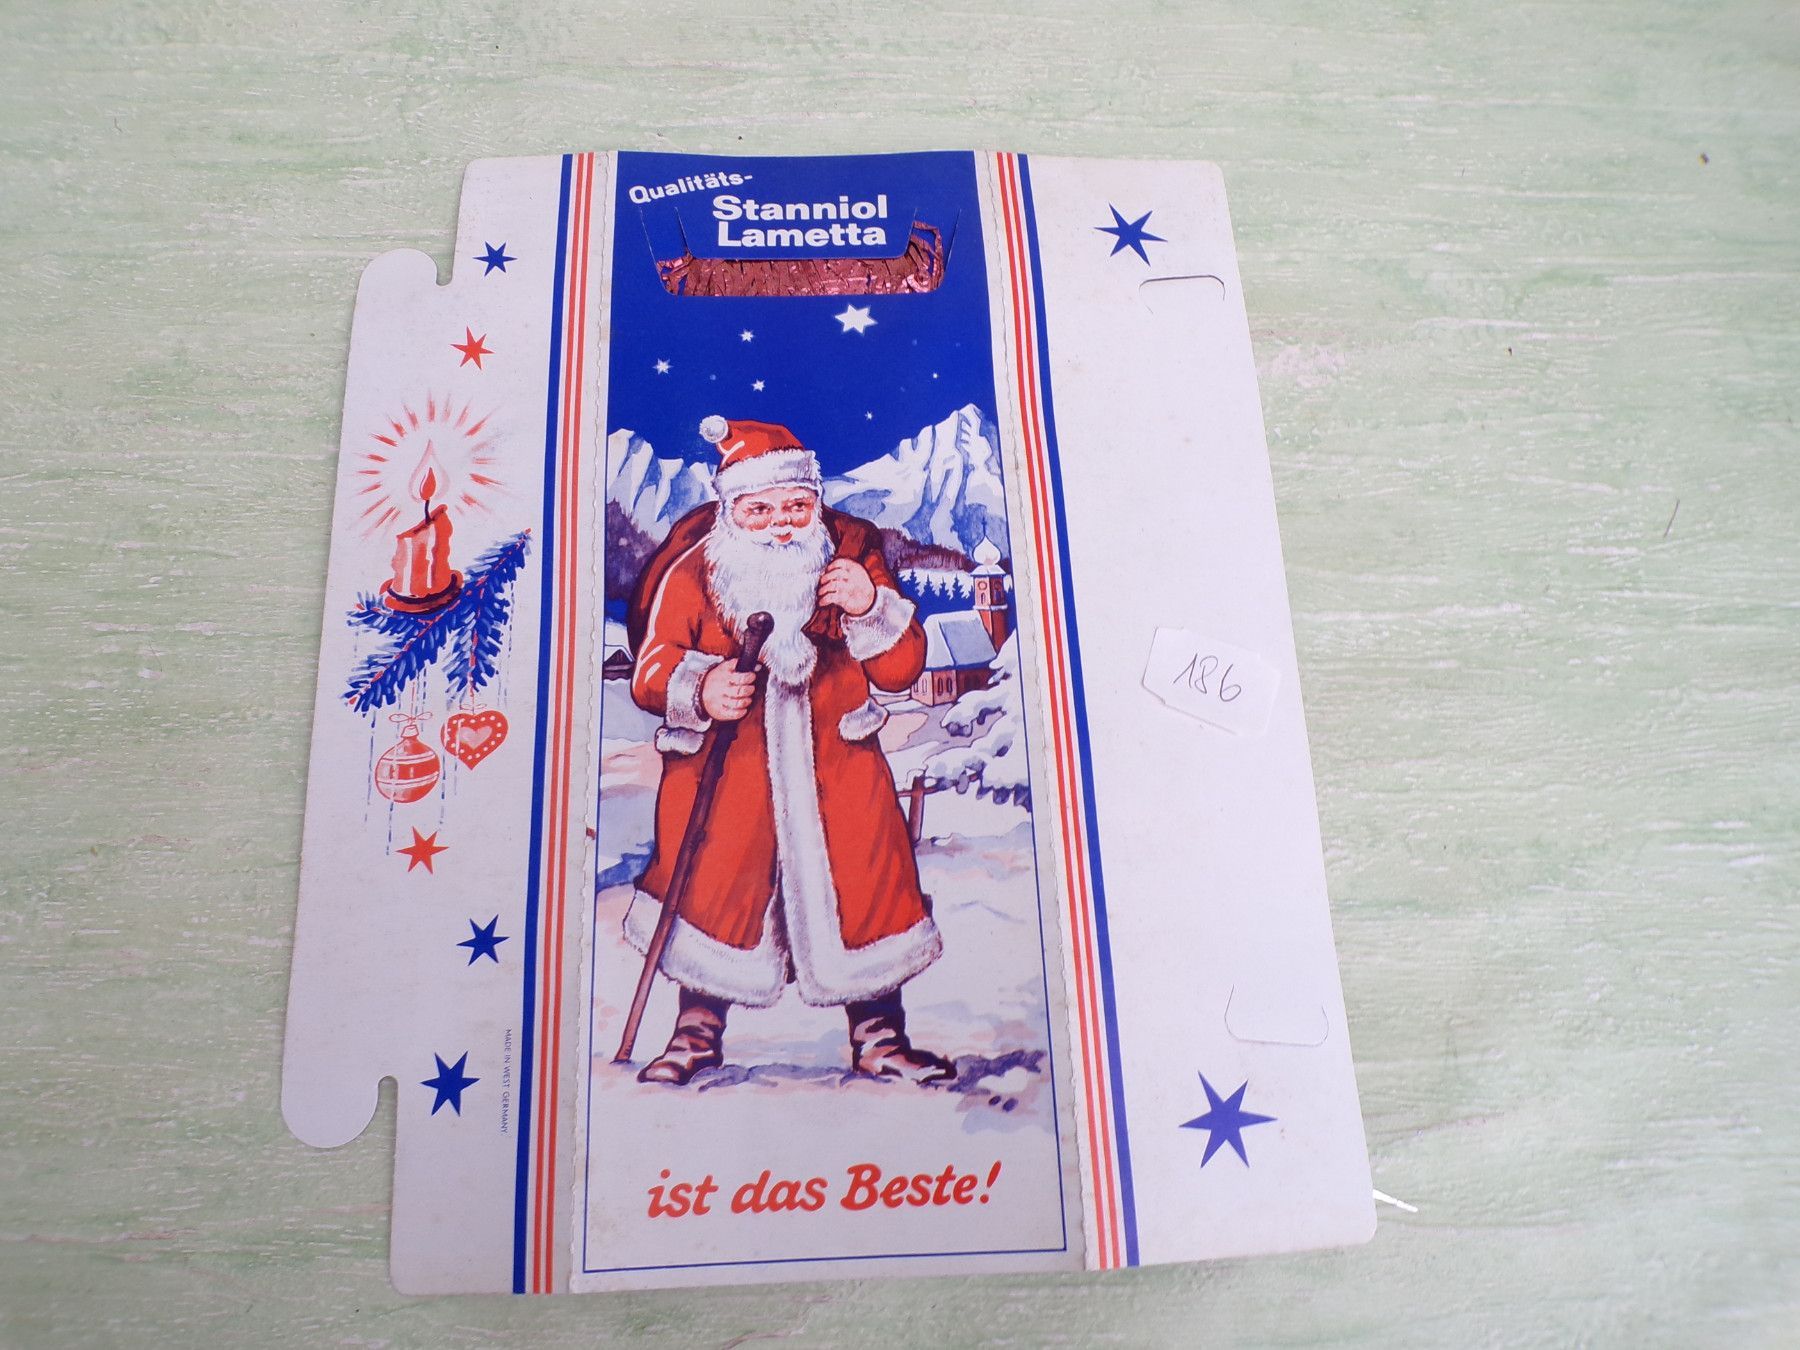 Qualitäts-
Stanniol
Lametta
186
MADE IN WEST GERMANY
ist das Beste!